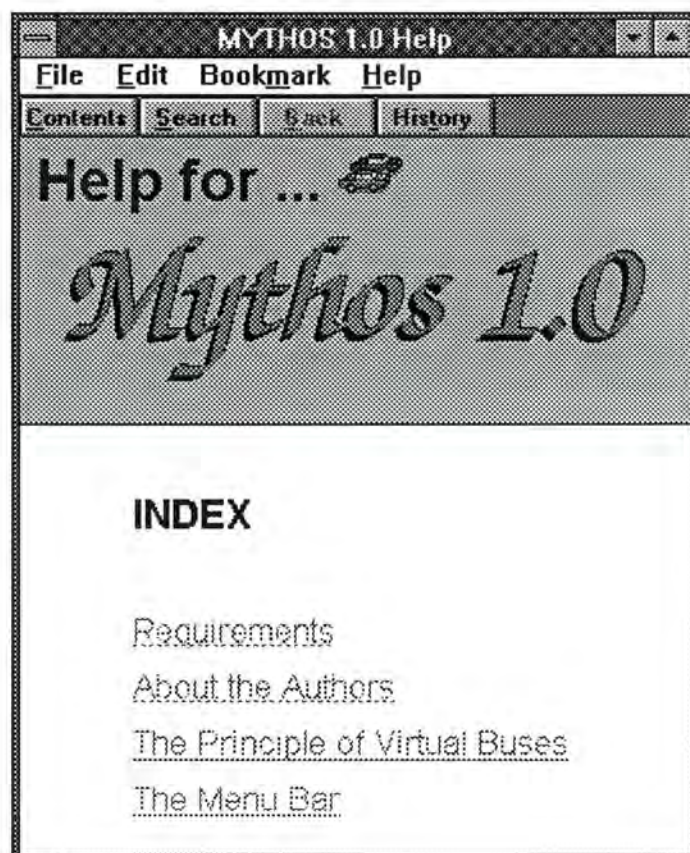 MYTHOS 1.0 Help
File Edit Bookmark Help
Contents Search Back History
Help for ...
Mythos 1.0
INDEX
Requirements
About the Authors
The Principle of Virtual Buses
The Menu Bar